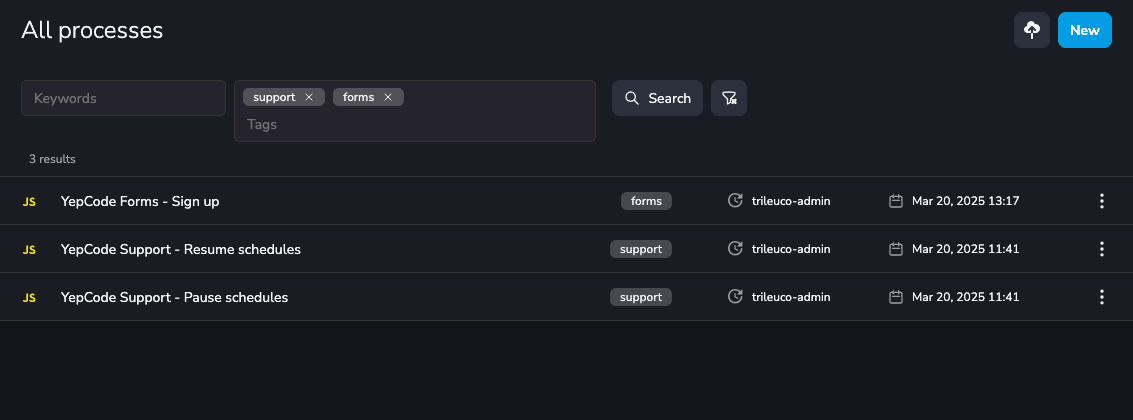 All processes
New
Keywords
support
forms
Tags
Search
3 results
JS YepCode Forms - Sign up forms trileuco-admin Mar 20, 2025 13:17
JS YepCode Support - Resume schedules support trileuco-admin Mar 20, 2025 11:41
JS YepCode Support - Pause schedules support trileuco-admin Mar 20, 2025 11:41